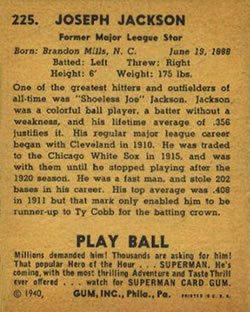 225. JOSEPH JACKSON
Former Major League Star
Born: Brandon Mills, N. C. June 19, 1888
Batted: Left Threw: Right
Height: 6' Weight: 175 lbs.
One of the greatest hitters and outfielders
of all-time was "Shoeless Joe" Jackson. Jackson
was a colorful ball player, a batter without a
weakness, and his lifetime average of .356
justifies it. His regular major league career
began with Cleveland in 1910. He was traded
to the Chicago White Sox in 1915, and was
with them until he stopped playing after the
1920 season. He was a fast man, and stole 202
bases in his career. His top average was .408
in 1911 but that mark only enabled him to be
runner-up to Ty Cobb for the batting crown.
PLAY BALL
Millions demanded him! Thousands are asking for him!
That popular Hero of the Hour . . . SUPERMAN. He's
coming, with the most thrilling Adventure and Taste Thrill
ever offered . . . watch for SUPERMAN CARD GUM.
© 1940, GUM, INC., Phila., Pa. PRINTED IN U. S. A.